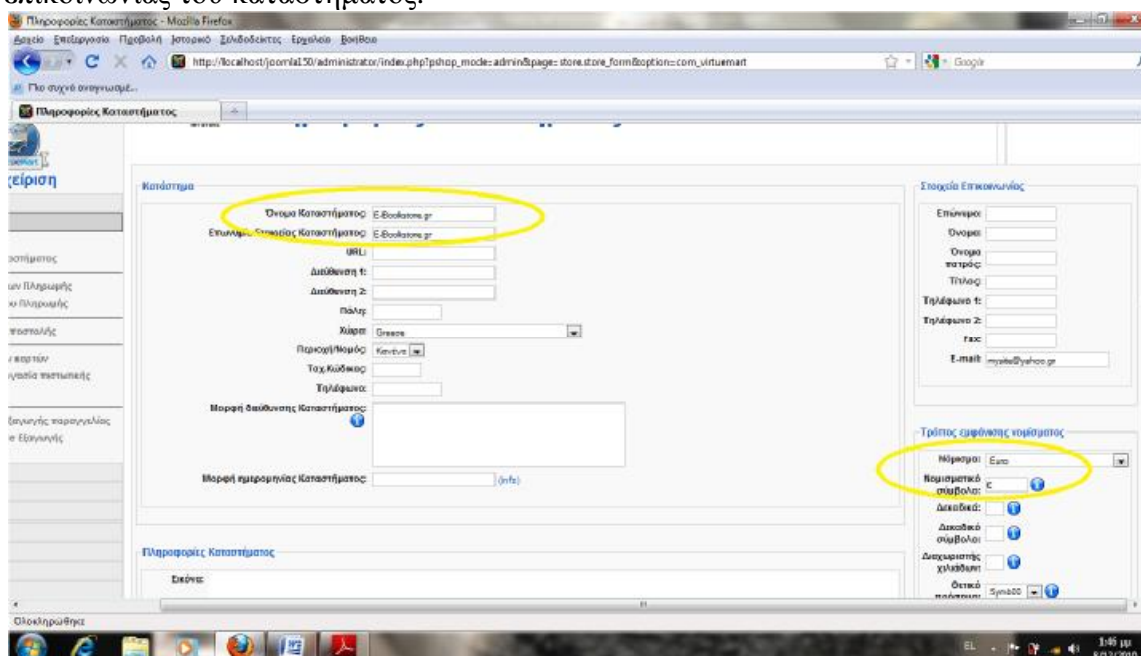 επικοινωνίας του καταστήματος.
Πληροφορίες Καταστήματος - Mozilla Firefox
Αρχείο Επεξεργασία Προβολή Ιστορικό Σελιδοδείκτες Εργαλεία Βοήθεια
http://localhost/joomla150/administrator/index.php?pshop_mode=admin&page=store.store_form&option=com_virtuemart
Google
Πιο συχνά αναγνωσμέ...
Πληροφορίες Καταστήματος
χείριση
Κατάστημα
Στοιχεία Επικοινωνίας
Όνομα Καταστήματος: E-Bookstore.gr
Επώνυμο:
Επωνυμία Εταιρείας Καταστήματος: E-Bookstore.gr
Όνομα:
URL:
Όνομα πατρός:
Διεύθυνση 1:
Τίτλος:
Διεύθυνση 2:
Τηλέφωνο 1:
Πόλη:
Τηλέφωνο 2:
Χώρα: Greece
Fax:
Περιοχή/Νομός: Κανένα
E-mail: mysite@yahoo.gr
Ταχ.Κώδικας:
Τηλέφωνο:
Μορφή διεύθυνσης Καταστήματος:
Τρόπος εμφάνισης νομίσματος
Νόμισμα: Euro
Μορφή ημερομηνίας Καταστήματος: (info)
Νομισματικό σύμβολο: €
Δεκαδικά:
Δεκαδικό σύμβολο:
Πληροφορίες Καταστήματος
Διαχωριστής χιλιάδων:
Εικόνα:
Θετικό
Symb00
Ολοκληρώθηκε
EL
1:46 μμ